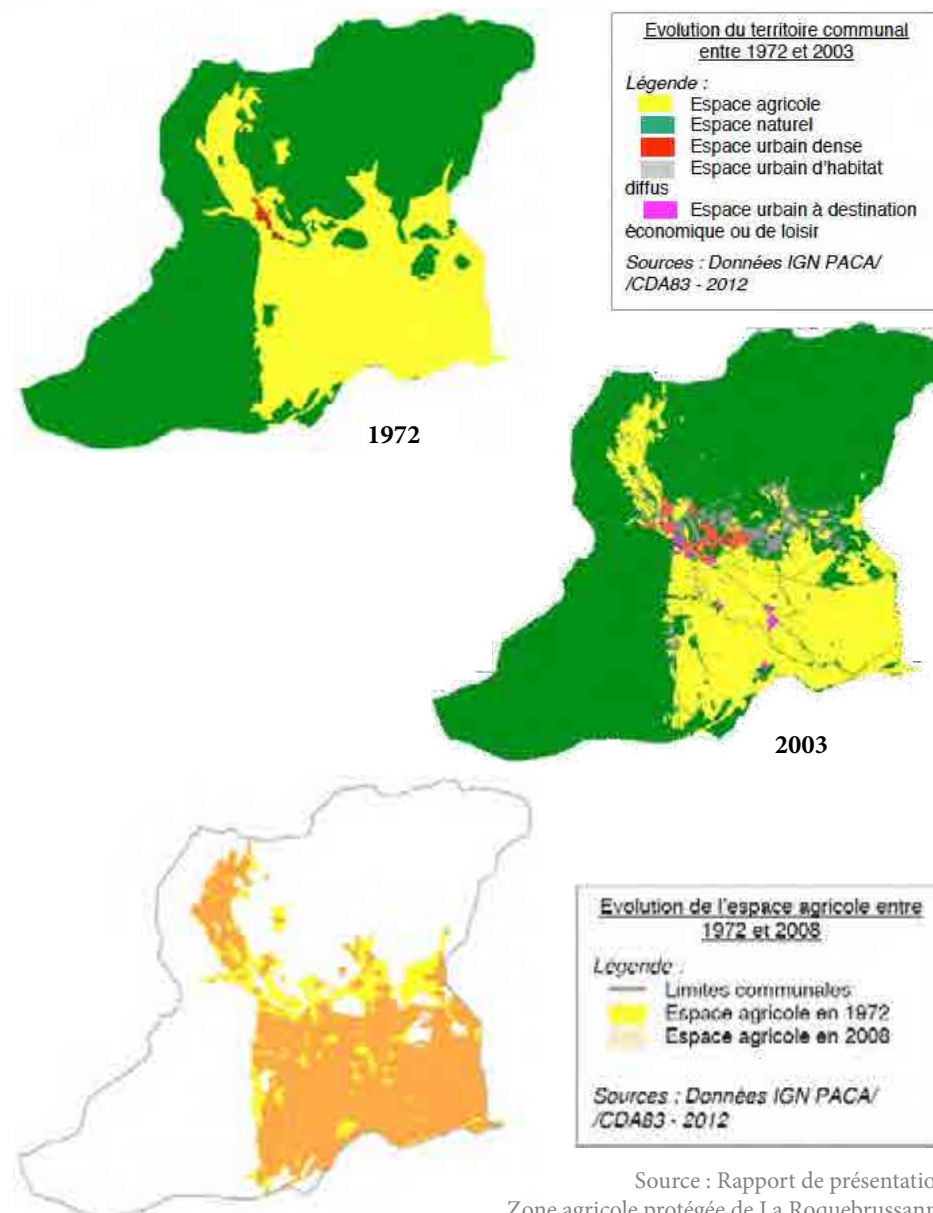 Evolution du territoire communal
entre 1972 et 2003
Légende :
Espace agricole
Espace naturel
Espace urbain dense
Espace urbain d'habitat
diffus
Espace urbain à destination
économique ou de loisir
Sources : Données IGN PACA/
/CDA83 - 2012
1972
2003
Evolution de l'espace agricole entre
1972 et 2008
Légende :
Limites communales
Espace agricole en 1972
Espace agricole en 2008
Sources : Données IGN PACA/
/CDA83 - 2012
Source : Rapport de présentation
Zone agricole protégée de La Roquebrussann